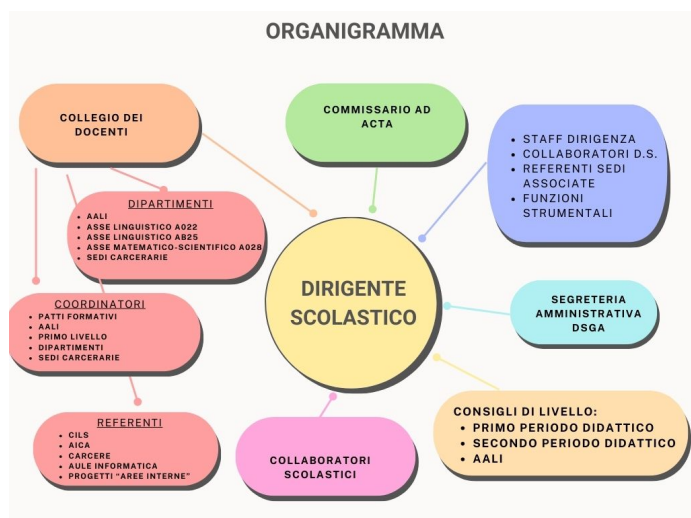 ORGANIGRAMMA
COLLEGIO DEI
DOCENTI
COMMISSARIO AD
ACTA
• STAFF DIRIGENZA
• COLLABORATORI D.S.
• REFERENTI SEDI
ASSOCIATE
• FUNZIONI
STRUMENTALI
DIPARTIMENTI
• AALI
• ASSE LINGUISTICO A022
• ASSE LINGUISTICO AB25
• ASSE MATEMATICO-SCIENTIFICO A028
• SEDI CARCERARIE
DIRIGENTE
SCOLASTICO
SEGRETERIA
AMMINISTRATIVA
DSGA
COORDINATORI
• PATTI FORMATIVI
• AALI
• PRIMO LIVELLO
• DIPARTIMENTI
• SEDI CARCERARIE
REFERENTI
• CILS
• AICA
• CARCERE
• AULE INFORMATICA
• PROGETTI “AREE INTERNE”
COLLABORATORI
SCOLASTICI
CONSIGLI DI LIVELLO:
• PRIMO PERIODO DIDATTICO
• SECONDO PERIODO DIDATTICO
• AALI